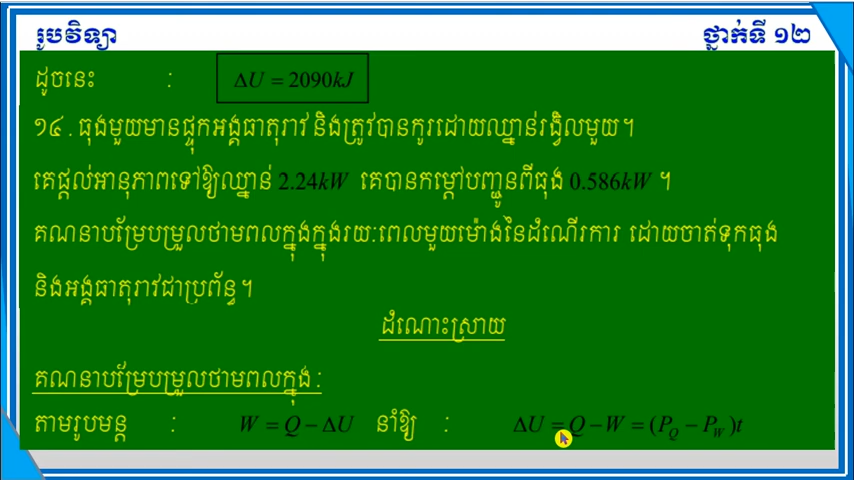 រូបវិទ្យា ថ្នាក់ទី ១២
ដូចនេះ : ΔU = 2090kJ
១៤ . ធុងមួយមានផ្ទុកអង្គធាតុរាវ និងត្រូវបានកូរដោយឈ្នាន់រង្វិលមួយ។
គេផ្តល់អានុភាពទៅឱ្យឈ្នាន់ 2.24kW គេបានកម្តៅបញ្ជូនពីធុង 0.586kW ។
គណនាបម្រែបម្រួលថាមពលក្នុងក្នុងរយៈពេលមួយម៉ោងនៃដំណើរការ ដោយចាត់ទុកធុង
និងអង្គធាតុរាវជាប្រព័ន្ធ។
ដំណោះស្រាយ
គណនាបម្រែបម្រួលថាមពលក្នុង :
តាមរូបមន្ត : W = Q − ΔU នាំឱ្យ : ΔU = Q − W = (P_Q − P_W)t